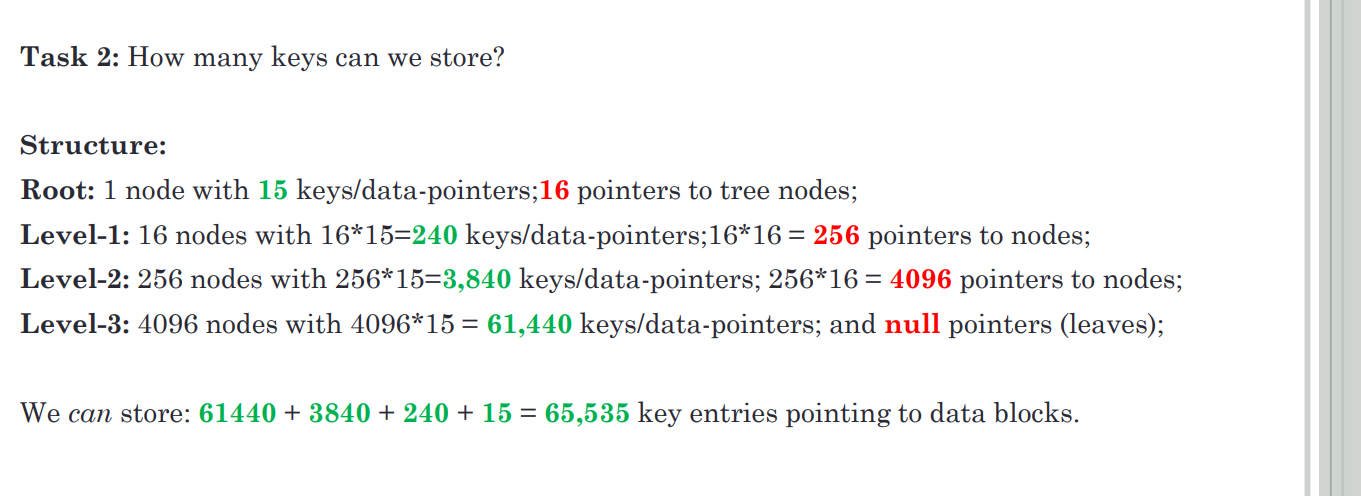 Task 2: How many keys can we store?
Structure:
Root: 1 node with 15 keys/data-pointers;16 pointers to tree nodes;
Level-1: 16 nodes with 16*15=240 keys/data-pointers;16*16 = 256 pointers to nodes;
Level-2: 256 nodes with 256*15=3,840 keys/data-pointers; 256*16 = 4096 pointers to nodes;
Level-3: 4096 nodes with 4096*15 = 61,440 keys/data-pointers; and null pointers (leaves);
We can store: 61440 + 3840 + 240 + 15 = 65,535 key entries pointing to data blocks.